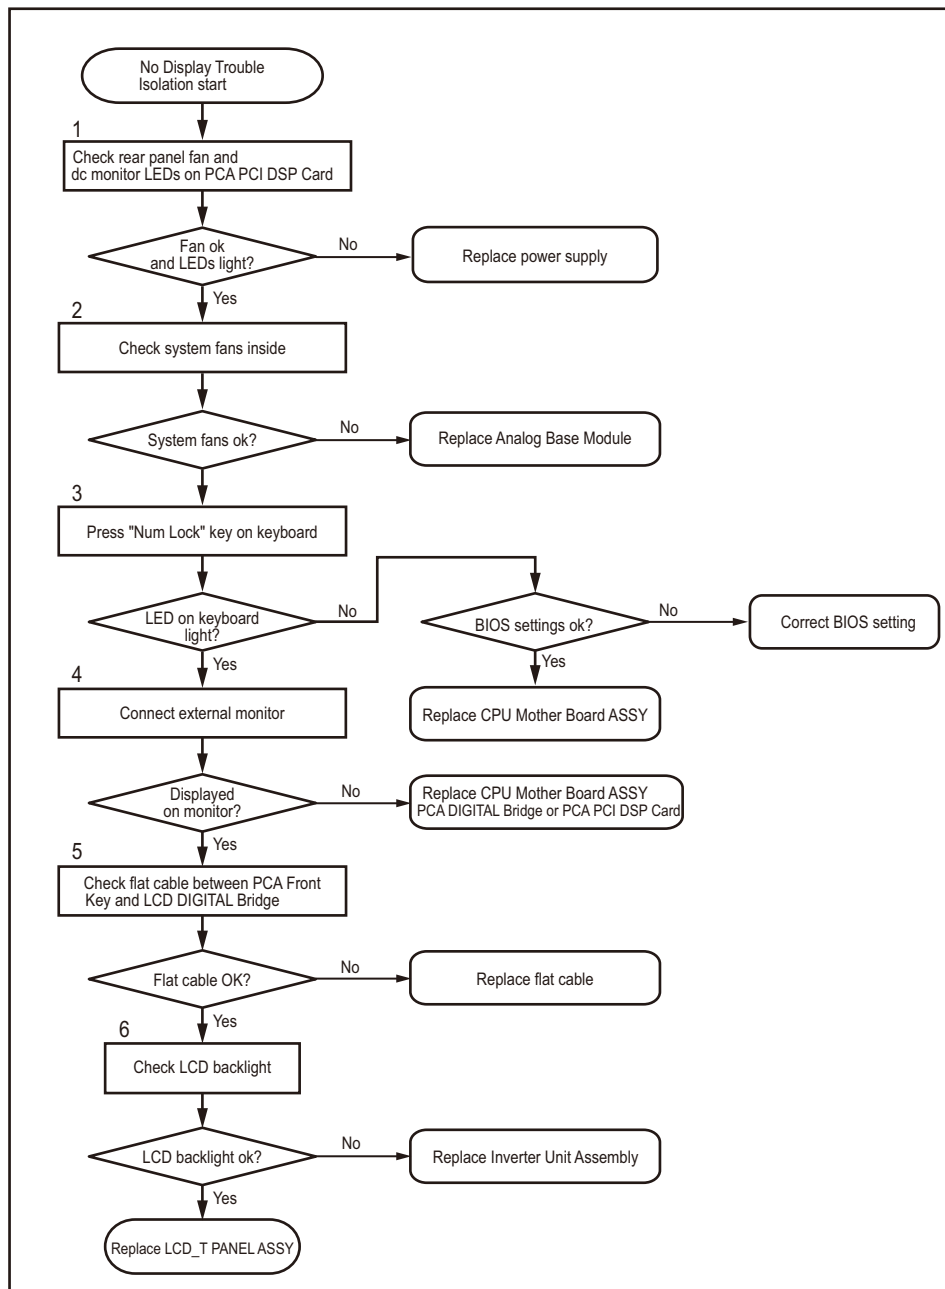 No Display Trouble
Isolation start
1
Check rear panel fan and
dc monitor LEDs on PCA PCI DSP Card
Fan ok
and LEDs light?
No
Replace power supply
Yes
2
Check system fans inside
System fans ok?
No
Replace Analog Base Module
3
Press "Num Lock" key on keyboard
LED on keyboard
light?
No
BIOS settings ok?
No
Correct BIOS setting
Yes
Yes
4
Connect external monitor
Replace CPU Mother Board ASSY
Displayed
on monitor?
No
Replace CPU Mother Board ASSY
PCA DIGITAL Bridge or PCA PCI DSP Card
Yes
5
Check flat cable between PCA Front
Key and LCD DIGITAL Bridge
Flat cable OK?
No
Replace flat cable
Yes
6
Check LCD backlight
LCD backlight ok?
No
Replace Inverter Unit Assembly
Yes
Replace LCD_T PANEL ASSY